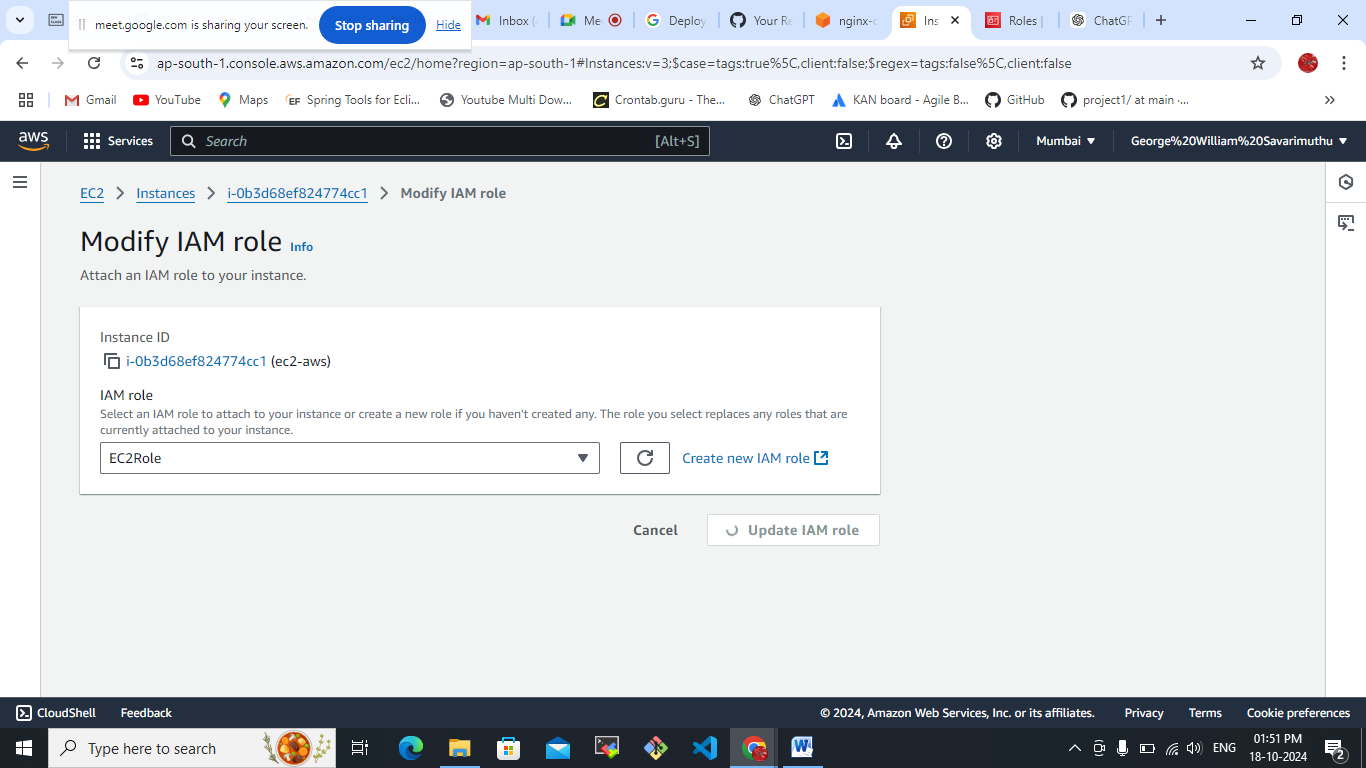 meet.google.com is sharing your screen. Stop sharing Hide
Inbox (
Me
Deploy
Your Re
nginx-c
Ins
Roles |
ChatGP
ap-south-1.console.aws.amazon.com/ec2/home?region=ap-south-1#Instances:v=3;$case=tags:true%5C,client:false;$regex=tags:false%5C,client:false
Gmail YouTube Maps Spring Tools for Ecli... Youtube Multi Dow... Crontab.guru - The... ChatGPT KAN board - Agile B... GitHub project1/ at main ·...
aws Services Search [Alt+S] Mumbai George%20William%20Savarimuthu
EC2 Instances i-0b3d68ef824774cc1 Modify IAM role
Modify IAM role Info
Attach an IAM role to your instance.
Instance ID
i-0b3d68ef824774cc1 (ec2-aws)
IAM role
Select an IAM role to attach to your instance or create a new role if you haven't created any. The role you select replaces any roles that are
currently attached to your instance.
EC2Role Create new IAM role
Cancel Update IAM role
CloudShell Feedback © 2024, Amazon Web Services, Inc. or its affiliates. Privacy Terms Cookie preferences
Type here to search ENG 01:51 PM
18-10-2024 2